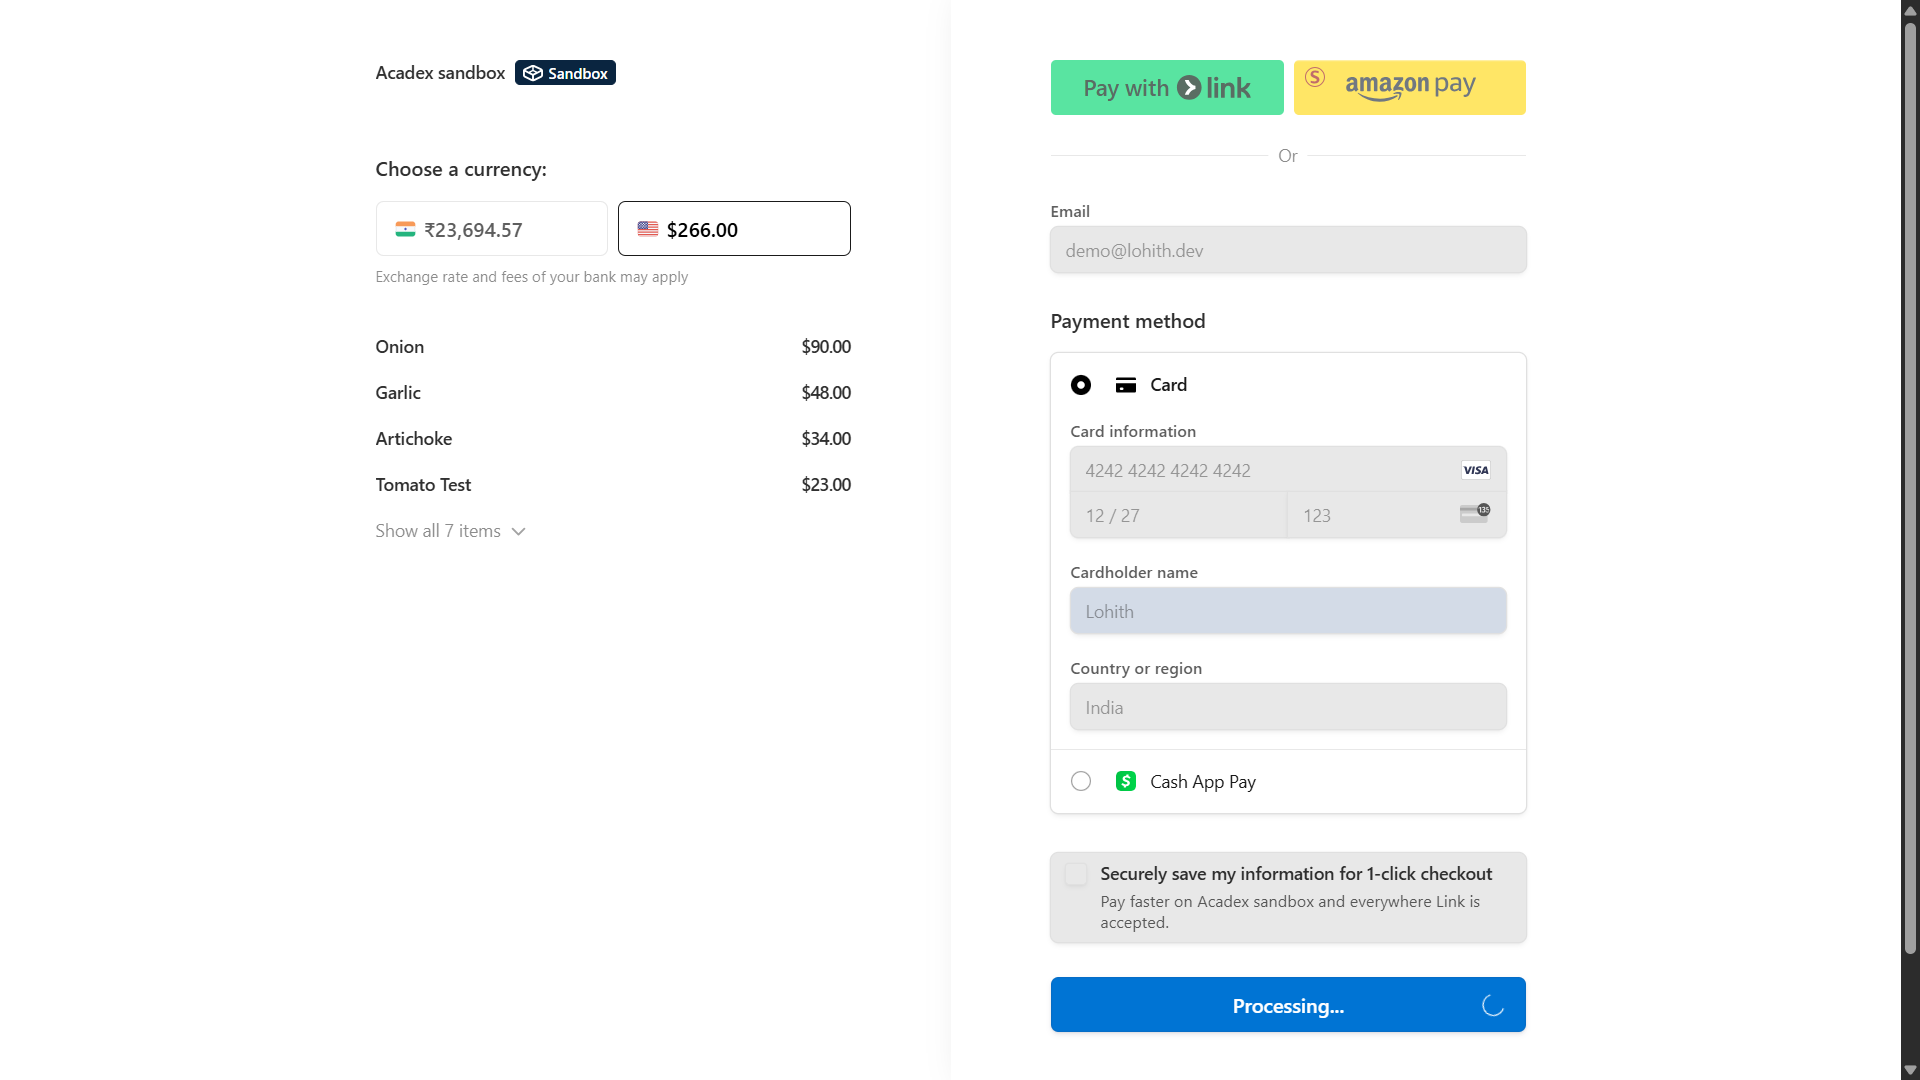 Acadex sandbox Sandbox
Choose a currency:
₹23,694.57 $266.00
Exchange rate and fees of your bank may apply
Onion $90.00
Garlic $48.00
Artichoke $34.00
Tomato Test $23.00
Show all 7 items
Pay with link
S amazon pay
Or
Email
demo@lohith.dev
Payment method
Card
Card information
4242 4242 4242 4242 VISA
12 / 27 123 135
Cardholder name
Lohith
Country or region
India
$ Cash App Pay
Securely save my information for 1-click checkout
Pay faster on Acadex sandbox and everywhere Link is
accepted.
Processing...